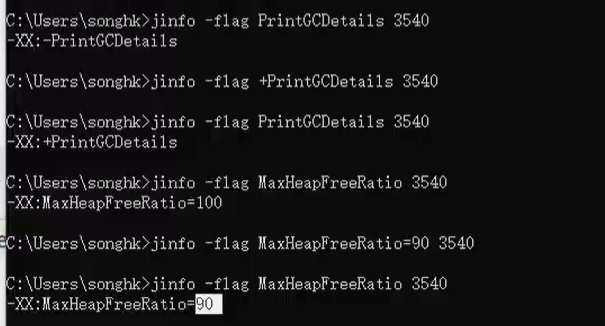 C:\Users\songhk>jinfo -flag PrintGCDetails 3540
-XX:-PrintGCDetails
C:\Users\songhk>jinfo -flag +PrintGCDetails 3540
C:\Users\songhk>jinfo -flag PrintGCDetails 3540
-XX:+PrintGCDetails
C:\Users\songhk>jinfo -flag MaxHeapFreeRatio 3540
-XX:MaxHeapFreeRatio=100
C:\Users\songhk>jinfo -flag MaxHeapFreeRatio=90 3540
C:\Users\songhk>jinfo -flag MaxHeapFreeRatio 3540
-XX:MaxHeapFreeRatio=90